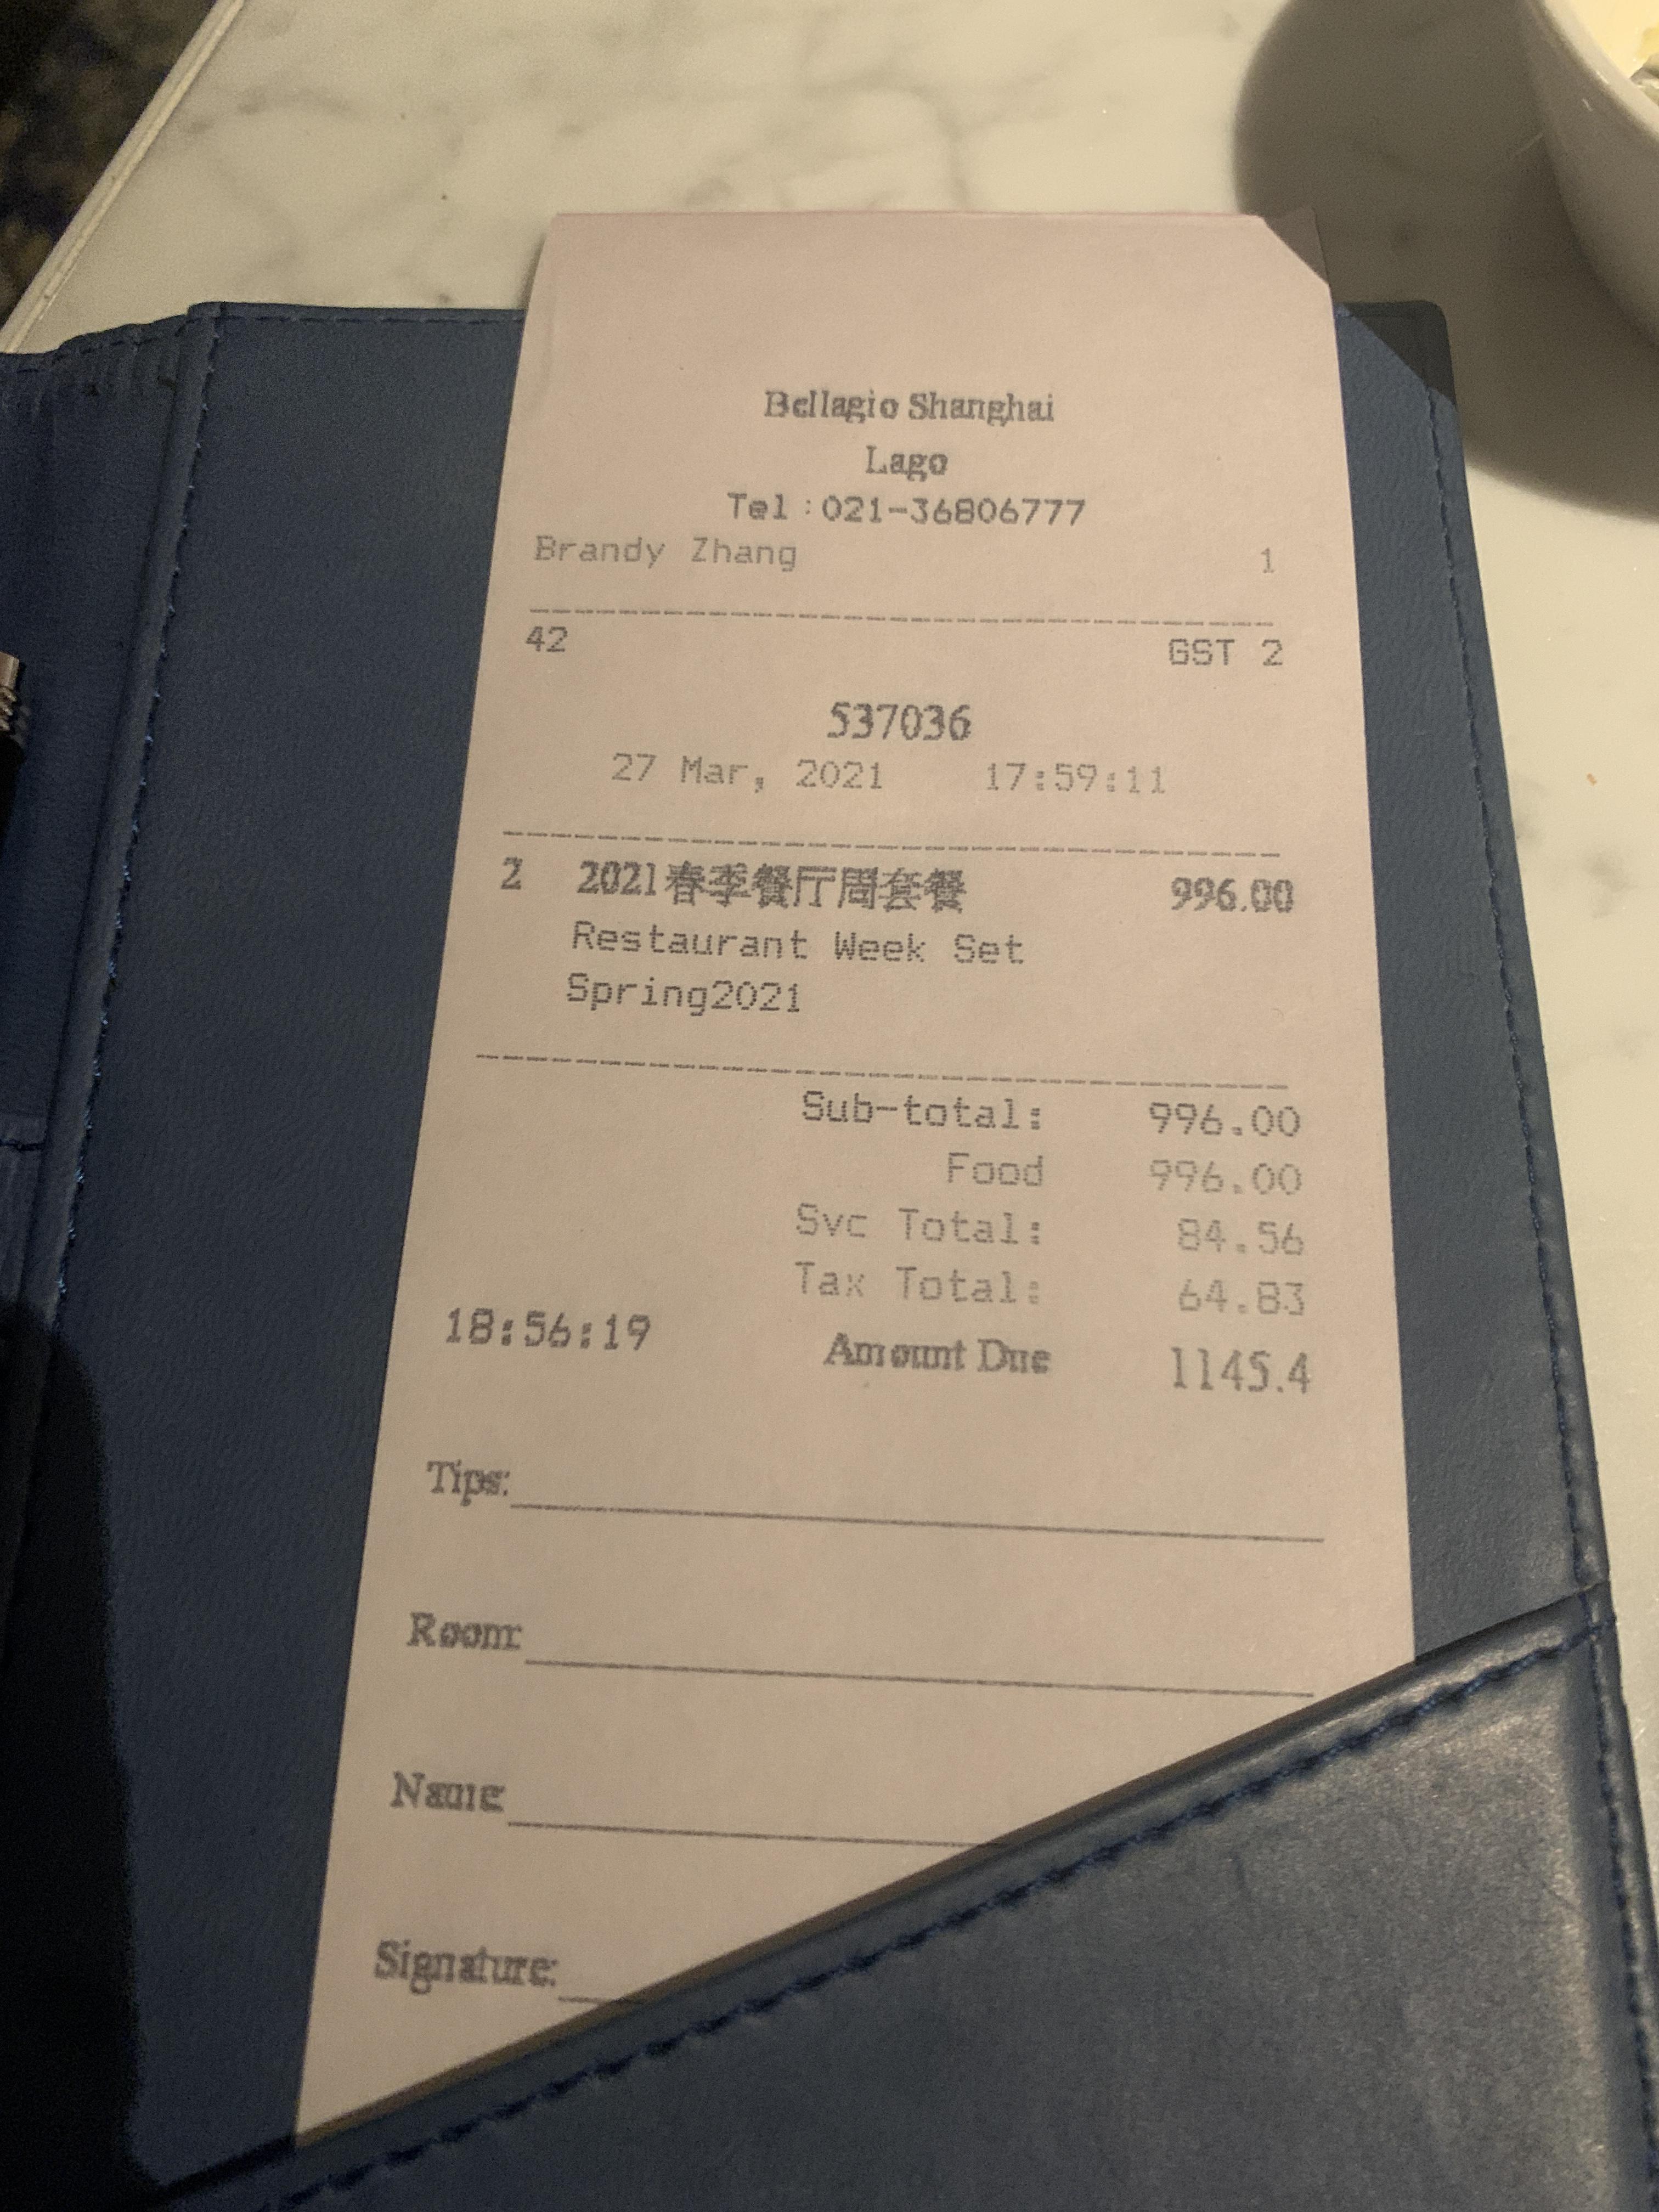 Bellagio Shanghai
Lago
Tel:021-36806777
Brandy Zhang 1
42 GST 2
537036
27 Mar, 2021 17:59:11
2 2021春季餐厅周套餐 996.00
Restaurant Week Set
Spring2021
Sub-total: 996.00
Food 996.00
Svc Total: 84.56
Tax Total: 64.83
18:56:19 Amount Due 1145.4
Tips:
Room:
Name:
Signature: